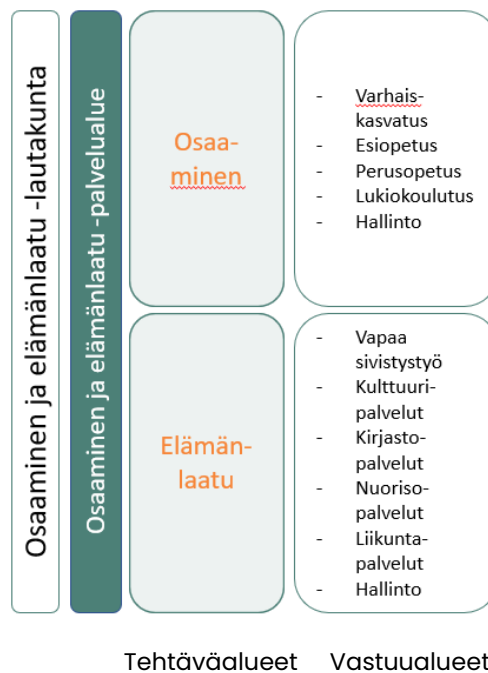 Osaaminen ja elämänlaatu -lautakunta
Osaaminen ja elämänlaatu -palvelualue
Osaa-
minen
- Varhais-
kasvatus
- Esiopetus
- Perusopetus
- Lukiokoulutus
- Hallinto
Elämän-
laatu
- Vapaa
sivistystyö
- Kulttuuri-
palvelut
- Kirjasto-
palvelut
- Nuoriso-
palvelut
- Liikunta-
palvelut
- Hallinto
Tehtäväalueet Vastuualueet